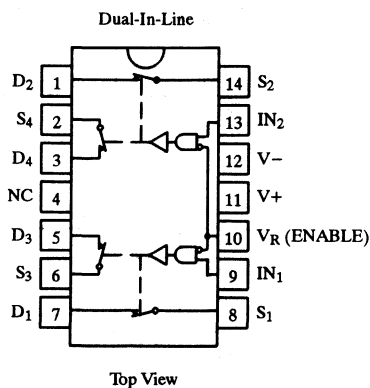 Dual-In-Line
D2 1 14 S2
S4 2 13 IN2
D4 3 12 V–
NC 4 11 V+
D3 5 10 VR (ENABLE)
S3 6 9 IN1
D1 7 8 S1
Top View